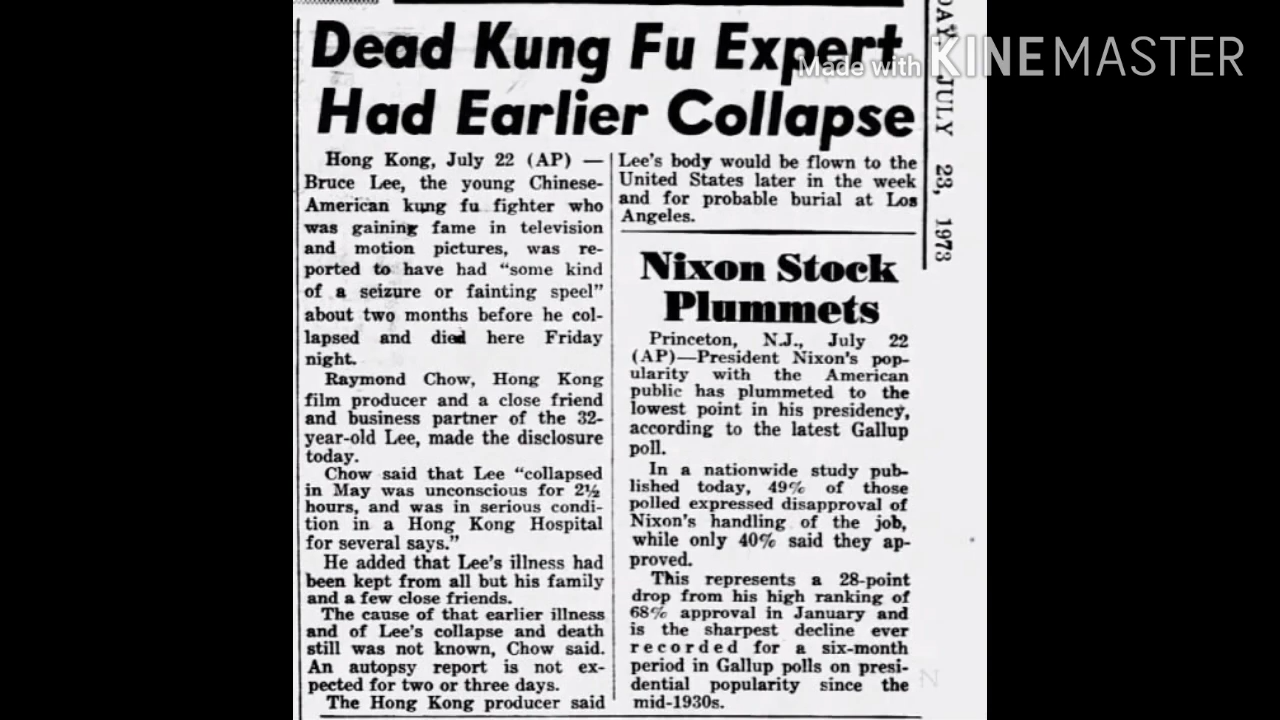 Dead Kung Fu Expert
Had Earlier Collapse
Hong Kong, July 22 (AP) —
Bruce Lee, the young Chinese-
American kung fu fighter who
was gaining fame in television
and motion pictures, was re-
ported to have had “some kind
of a seizure or fainting speel”
about two months before he col-
lapsed and died here Friday
night.
Raymond Chow, Hong Kong
film producer and a close friend
and business partner of the 32-
year-old Lee, made the disclosure
today.
Chow said that Lee “collapsed
in May was unconscious for 2½
hours, and was in serious condi-
tion in a Hong Kong Hospital
for several says.”
He added that Lee's illness had
been kept from all but his family
and a few close friends.
The cause of that earlier illness
and of Lee's collapse and death
still was not known, Chow said.
An autopsy report is not ex-
pected for two or three days.
The Hong Kong producer said
Lee's body would be flown to the
United States later in the week
and for probable burial at Los
Angeles.
Nixon Stock
Plummets
Princeton, N.J., July 22
(AP)—President Nixon's pop-
ularity with the American
public has plummeted to the
lowest point in his presidency,
according to the latest Gallup
poll.
In a nationwide study pub-
lished today, 49% of those
polled expressed disapproval of
Nixon's handling of the job,
while only 40% said they ap-
proved.
This represents a 28-point
drop from his high ranking of
68% approval in January and
is the sharpest decline ever
recorded for a six-month
period in Gallup polls on presi-
dential popularity since the
mid-1930s.
DAY, JULY 23, 1973
Made with KINEMASTER